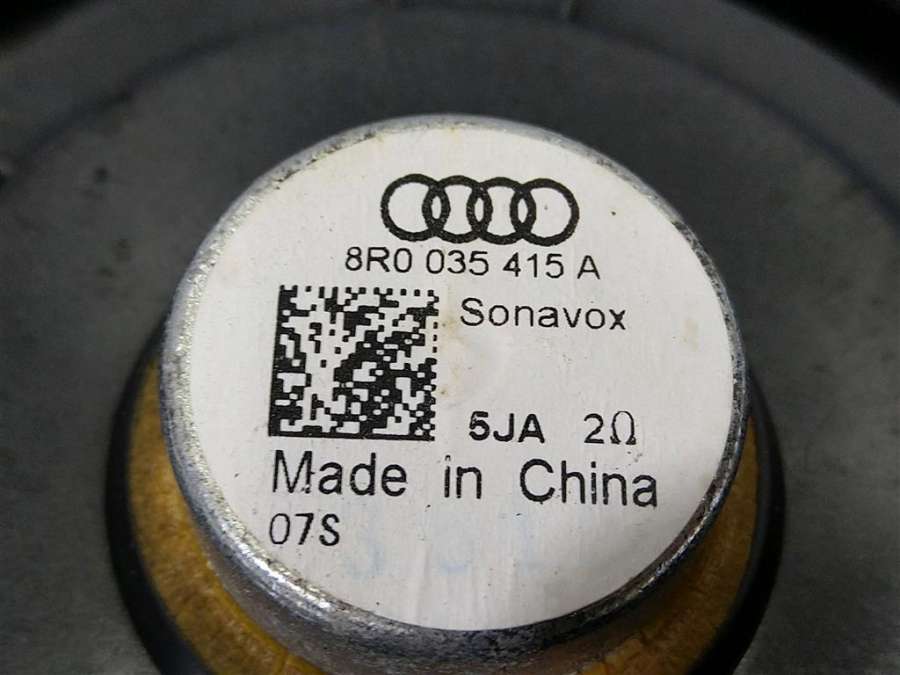 8R0 035 415 A
Sonavox
5JA 2Ω
Made in China
07S